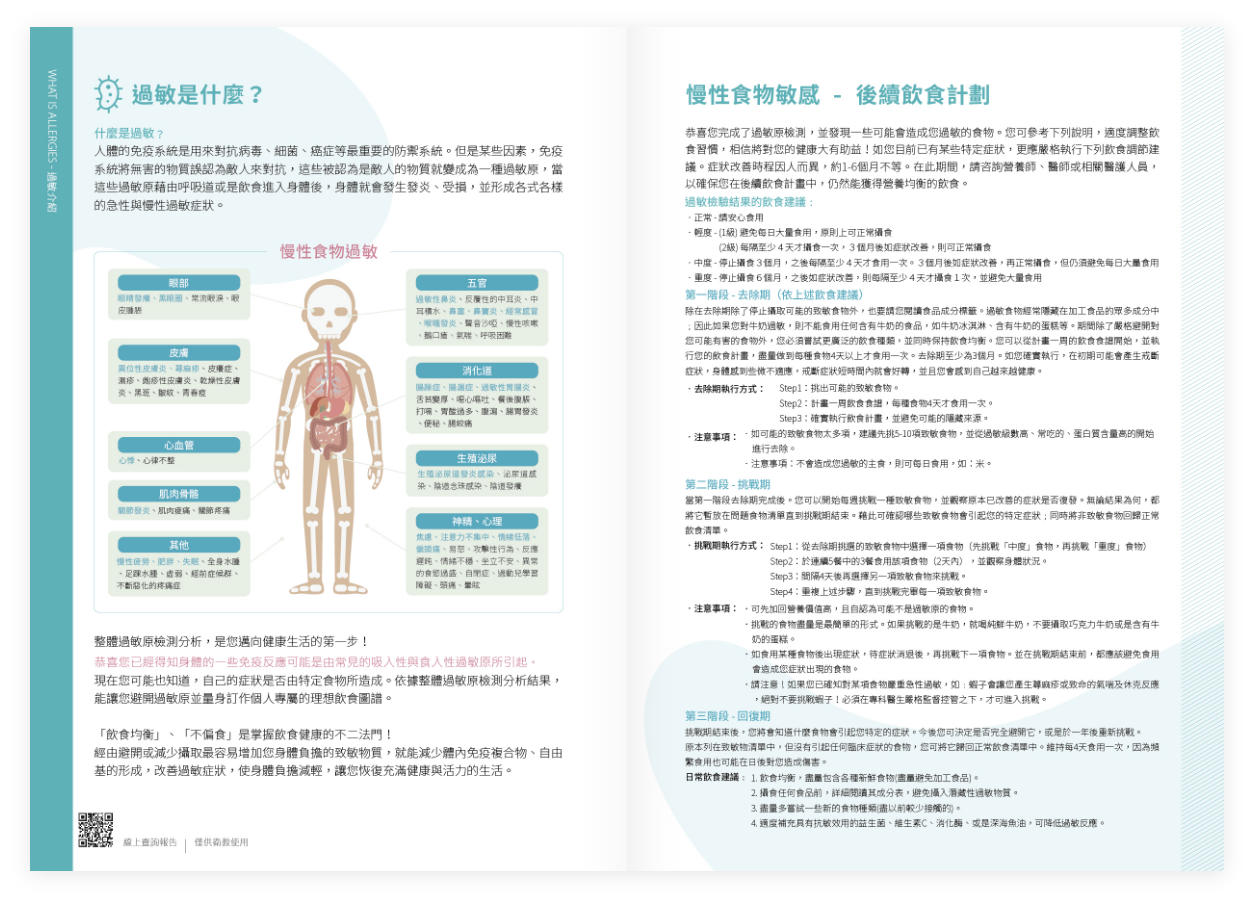 WHAT IS ALLERGIES - 過敏介紹
過敏是什麼？
什麼是過敏？
人體的免疫系統是用來對抗病毒、細菌、癌症等最重要的防禦系統。但是某些因素，免疫
系統將無害的物質誤認為敵人來對抗，這些被認為是敵人的物質就變成為一種過敏原，當
這些過敏原藉由呼吸道或是飲食進入身體後，身體就會發生發炎、受損，並形成各式各樣
的急性與慢性過敏症狀。
慢性食物過敏
眼部
眼睛發癢、黑眼圈、常流眼淚、眼
皮腫脹
皮膚
異位性皮膚炎、蕁麻疹、皮膚症、
濕疹、皰疹性皮膚炎、乾燥性皮膚
炎、黑斑、皺紋、青春痘
心血管
心悸、心律不整
肌肉骨骼
關節發炎、肌肉痠痛、關節疼痛
其他
慢性疲勞、肥胖、失眠、全身水腫
、足踝水腫、虛弱、經前症候群、
不斷惡化的疼痛症
五官
過敏性鼻炎、反覆性的中耳炎、中
耳積水、鼻塞、鼻竇炎、經常感冒
、喉嚨發炎、聲音沙啞、慢性咳嗽
、鵝口瘡、氣喘、呼吸困難
消化道
腸躁症、腸漏症、過敏性胃腸炎、
舌苔變厚、噁心嘔吐、餐後腹脹、
打嗝、胃酸過多、腹瀉、腸胃發炎
、便秘、腸絞痛
生殖泌尿
生殖泌尿道發炎感染、泌尿道感
染、陰道念珠感染、陰道發癢
神精、心理
焦慮、注意力不集中、情緒低落、
偏頭痛、易怒、攻擊性行為、反應
遲鈍、情緒不穩、坐立不安、異常
的食慾過盛、自閉症、過動兒學習
障礙、頭痛、暈眩
整體過敏原檢測分析，是您邁向健康生活的第一步！
恭喜您已經得知身體的一些免疫反應可能是由常見的吸入性與食入性過敏原所引起。
現在您可能也知道，自己的症狀是否由特定食物所造成。依據整體過敏原檢測分析結果，
能讓您避開過敏原並量身訂作個人專屬的理想飲食圖譜。
「飲食均衡」、「不偏食」是掌握飲食健康的不二法門！
經由避開或減少攝取最容易增加您身體負擔的致敏物質，就能減少體內免疫複合物、自由
基的形成，改善過敏症狀，使身體負擔減輕，讓您恢復充滿健康與活力的生活。
線上查詢報告 ｜ 僅供衛教使用
慢性食物敏感 - 後續飲食計劃
恭喜您完成了過敏原檢測，並發現一些可能會造成您過敏的食物。您可參考下列說明，適度調整飲
食習慣，相信將對您的健康大有助益！如您目前已有某些特定症狀，更應嚴格執行下列飲食調節建
議。症狀改善時程因人而異，約1-6個月不等。在此期間，請諮詢營養師、醫師或相關醫護人員，
以確保您在後續飲食計畫中，仍然能獲得營養均衡的飲食。
過敏檢驗結果的飲食建議：
· 正常 - 請安心食用
· 輕度 - (1級) 避免每日大量食用，原則上可正常攝食
(2級) 每隔至少４天才攝食一次，３個月後如症狀改善，則可正常攝食
· 中度 - 停止攝食３個月，之後每隔至少４天才食用一次。３個月後如症狀改善，再正常攝食，但仍須避免每日大量食用
· 重度 - 停止攝食６個月，之後如症狀改善，則每隔至少４天才攝食１次，並避免大量食用
第一階段 - 去除期（依上述飲食建議）
除在去除期除了停止攝取可能的致敏食物外，也要請您閱讀食品成分標籤。過敏食物經常隱藏在加工食品的眾多成分中
；因此如果您對牛奶過敏，則不能食用任何含有牛奶的食品，如牛奶冰淇淋、含有牛奶的蛋糕等。期間除了嚴格避開對
您可能有害的食物外，您必須嘗試更廣泛的飲食種類，並同時保持飲食均衡。您可以從計畫一周的飲食食譜開始，並執
行您的飲食計畫，盡量做到每種食物4天以上才食用一次。去除期至少為3個月。如您確實執行，在初期可能會產生戒斷
症狀，身體感到些微不適應，戒斷症狀短時間內就會好轉，並且您會感到自己越來越健康。
· 去除期執行方式： Step1：挑出可能的致敏食物。
Step2：計畫一周飲食食譜，每種食物4天才食用一次。
Step3：確實執行飲食計畫，並避免可能的隱藏來源。
· 注意事項： · 如可能的致敏食物太多項，建議先挑5-10項致敏食物，並從過敏級數高、常吃的、蛋白質含量高的開始
進行去除。
· 注意事項：不會造成您過敏的主食，則可每日食用，如：米。
第二階段 - 挑戰期
當第一階段去除期完成後。您可以開始每週挑戰一種致敏食物，並觀察原本已改善的症狀是否復發。無論結果為何，都
將它暫放在問題食物清單直到挑戰期結束。藉此可確認哪些致敏食物會引起您的特定症狀；同時將非致敏食物回歸正常
飲食清單。
· 挑戰期執行方式： Step1：從去除期挑選的致敏食物中選擇一項食物（先挑戰「中度」食物，再挑戰「重度」食物）
Step2：於連續5餐中的3餐食用該項食物（2天內），並觀察身體狀況。
Step3：間隔4天後再選擇另一項致敏食物來挑戰。
Step4：重複上述步驟，直到挑戰完畢每一項致敏食物。
· 注意事項： · 可先加回營養價值高，且自認為可能不是過敏原的食物。
· 挑戰的食物盡量是最簡單的形式。如果挑戰的是牛奶，就喝純鮮牛奶，不要攝取巧克力牛奶或是含有牛
奶的蛋糕。
· 如食用某種食物後出現症狀，待症狀消退後，再挑戰下一項食物。並在挑戰期結束前，都應該避免食用
會造成您症狀出現的食物。
· 請注意！如果您已確知對某項食物嚴重急性過敏，如：蝦子會讓您產生蕁麻疹或致命的氣喘及休克反應
，絕對不要挑戰蝦子！必須在專科醫生嚴格監督控管之下，才可進入挑戰。
第三階段 - 回復期
挑戰期結束後，您將會知道什麼食物會引起您特定的症狀。今後您可決定是否完全避開它，或是於一年後重新挑戰。
原本列在致敏物清單中，但沒有引起任何臨床症狀的食物，您可將它歸回正常飲食清單中。維持每4天食用一次，因為頻
繁食用也可能在日後對您造成傷害。
日常飲食建議： 1. 飲食均衡，盡量包含各種新鮮食物(盡量避免加工食品)。
2. 攝食任何食品前，詳細閱讀其成分表，避免攝入潛藏性過敏物質。
3. 盡量多嘗試一些新的食物種類(盡以前較少接觸的)。
4. 適度補充具有抗敏效用的益生菌、維生素C、消化酶、或是深海魚油，可降低過敏反應。